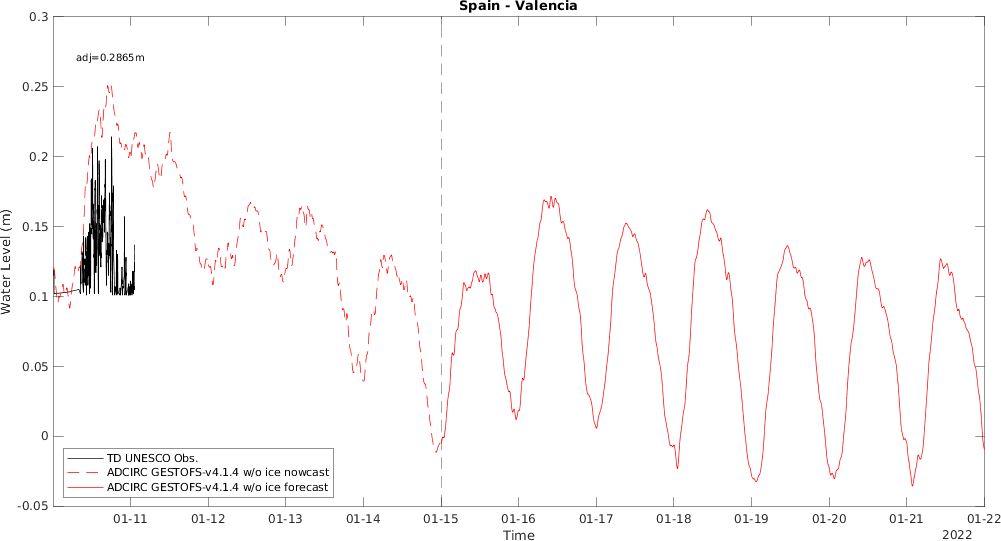 Spain - Valencia
adj=0.2865m
0.3
0.25
0.2
0.15
0.1
0.05
0
-0.05
Water Level (m)
TD UNESCO Obs.
ADCIRC GESTOFS-v4.1.4 w/o ice nowcast
ADCIRC GESTOFS-v4.1.4 w/o ice forecast
01-11 01-12 01-13 01-14 01-15 01-16 01-17 01-18 01-19 01-20 01-21 01-22
Time
2022